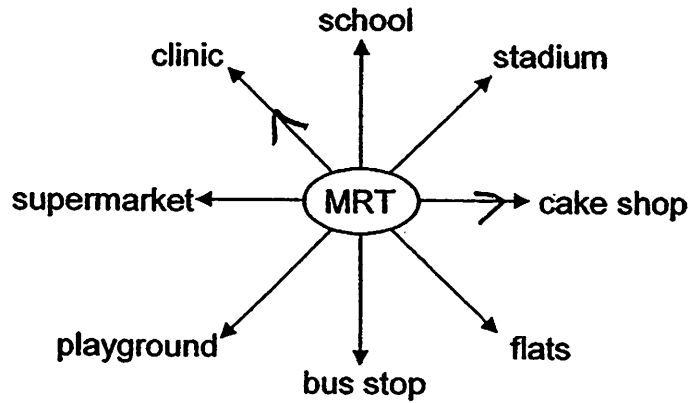 school
clinic
stadium
supermarket
MRT
cake shop
playground
flats
bus stop